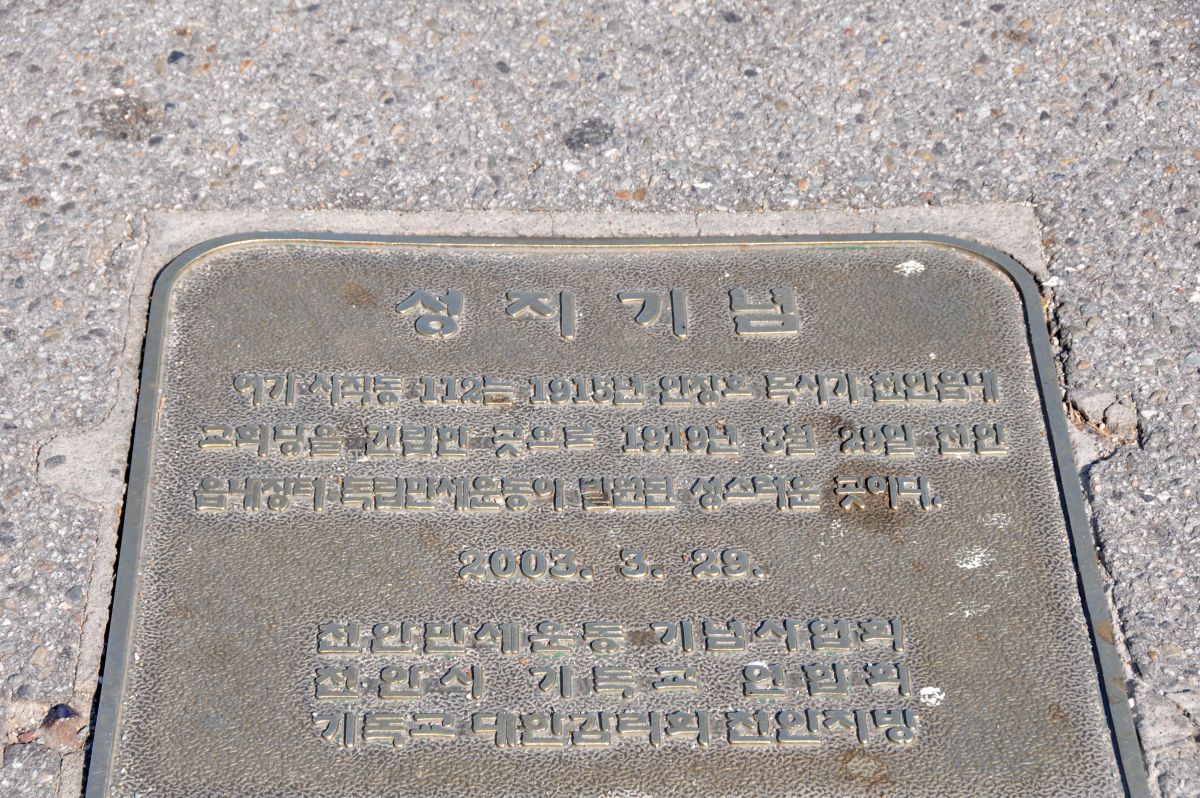 성지기념
여기 사직동 112는 1915년 안창호 목사가 천안읍내
교회당을 건립한 곳으로 1919년 3월 29일 천안
읍내장터 독립만세운동이 발원된 성스러운 곳이다.
2003. 3. 29.
천안만세운동 기념사업회
천안시 기독교 연합회
기독교 대한감리회 천안지방